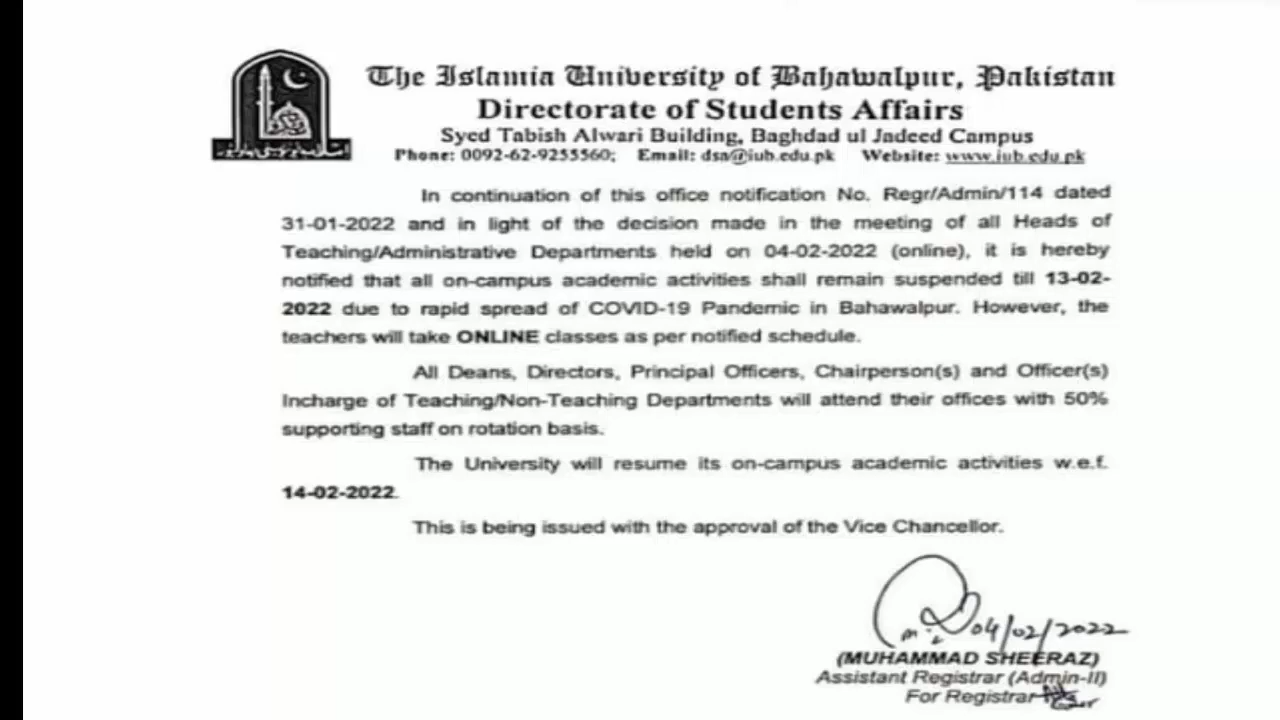 The Islamia University of Bahawalpur, Pakistan
Directorate of Students Affairs
Syed Tabish Alwari Building, Baghdad ul Jadeed Campus
Phone: 0092-62-9255560; Email: dsa@iub.edu.pk Website: www.iub.edu.pk
In continuation of this office notification No. Regr/Admin/114 dated
31-01-2022 and in light of the decision made in the meeting of all Heads of
Teaching/Administrative Departments held on 04-02-2022 (online), it is hereby
notified that all on-campus academic activities shall remain suspended till 13-02-
2022 due to rapid spread of COVID-19 Pandemic in Bahawalpur. However, the
teachers will take ONLINE classes as per notified schedule.
All Deans, Directors, Principal Officers, Chairperson(s) and Officer(s)
Incharge of Teaching/Non-Teaching Departments will attend their offices with 50%
supporting staff on rotation basis.
The University will resume its on-campus academic activities w.e.f.
14-02-2022.
This is being issued with the approval of the Vice Chancellor.
04/02/2022
(MUHAMMAD SHEERAZ)
Assistant Registrar (Admin-II)
For Registrar